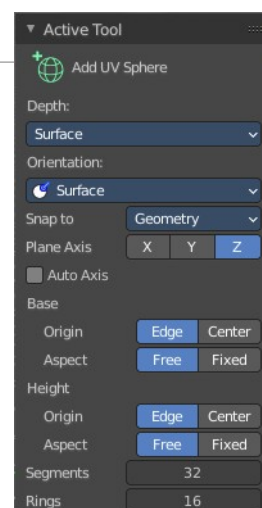 Active Tool
Add UV Sphere
Depth:
Surface
Orientation:
Surface
Snap to Geometry
Plane Axis X Y Z
Auto Axis
Base
Origin Edge Center
Aspect Free Fixed
Height
Origin Edge Center
Aspect Free Fixed
Segments 32
Rings 16